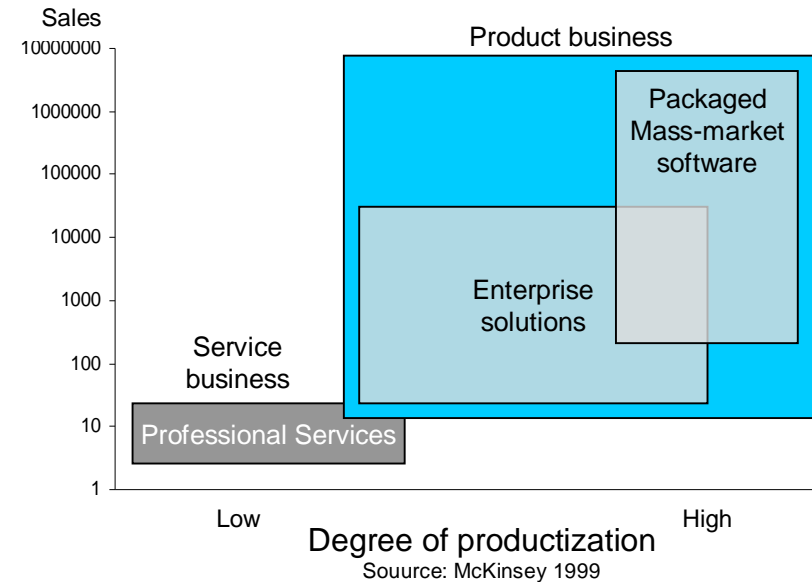 Sales
Product business
10000000
1000000
100000
10000
1000
100
10
1
Packaged
Mass-market
software
Enterprise
solutions
Service
business
Professional Services
Low
High
Degree of productization
Souurce: McKinsey 1999